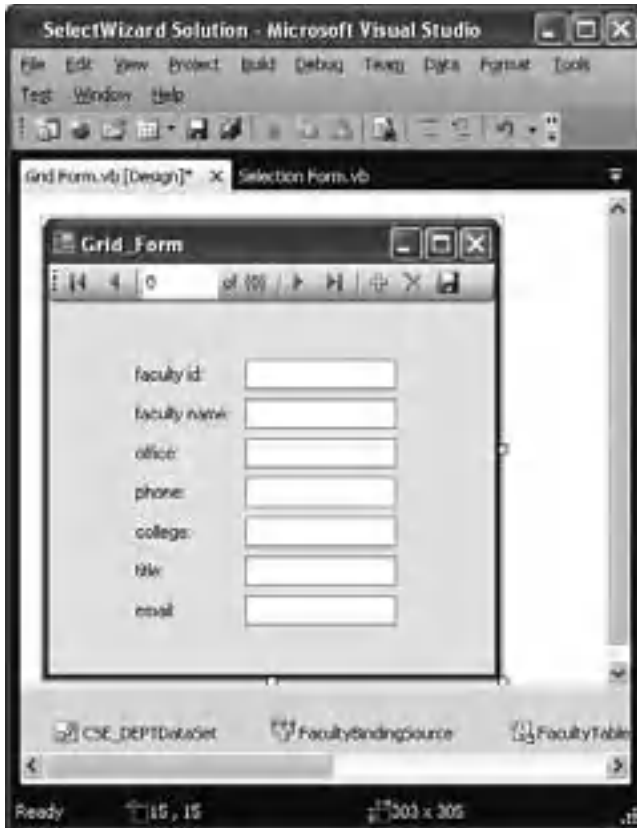 SelectWizard Solution - Microsoft Visual Studio
File Edit View Project Build Debug Team Data Format Tools
Test Window Help
Grid Form.vb [Design]* Selection Form.vb
Grid_Form
0 of {0}
faculty id:
faculty name:
office:
phone:
college:
title:
email:
CSE_DEPTDataSet FacultyBindingSource FacultyTable
Ready 15 , 15 303 x 305